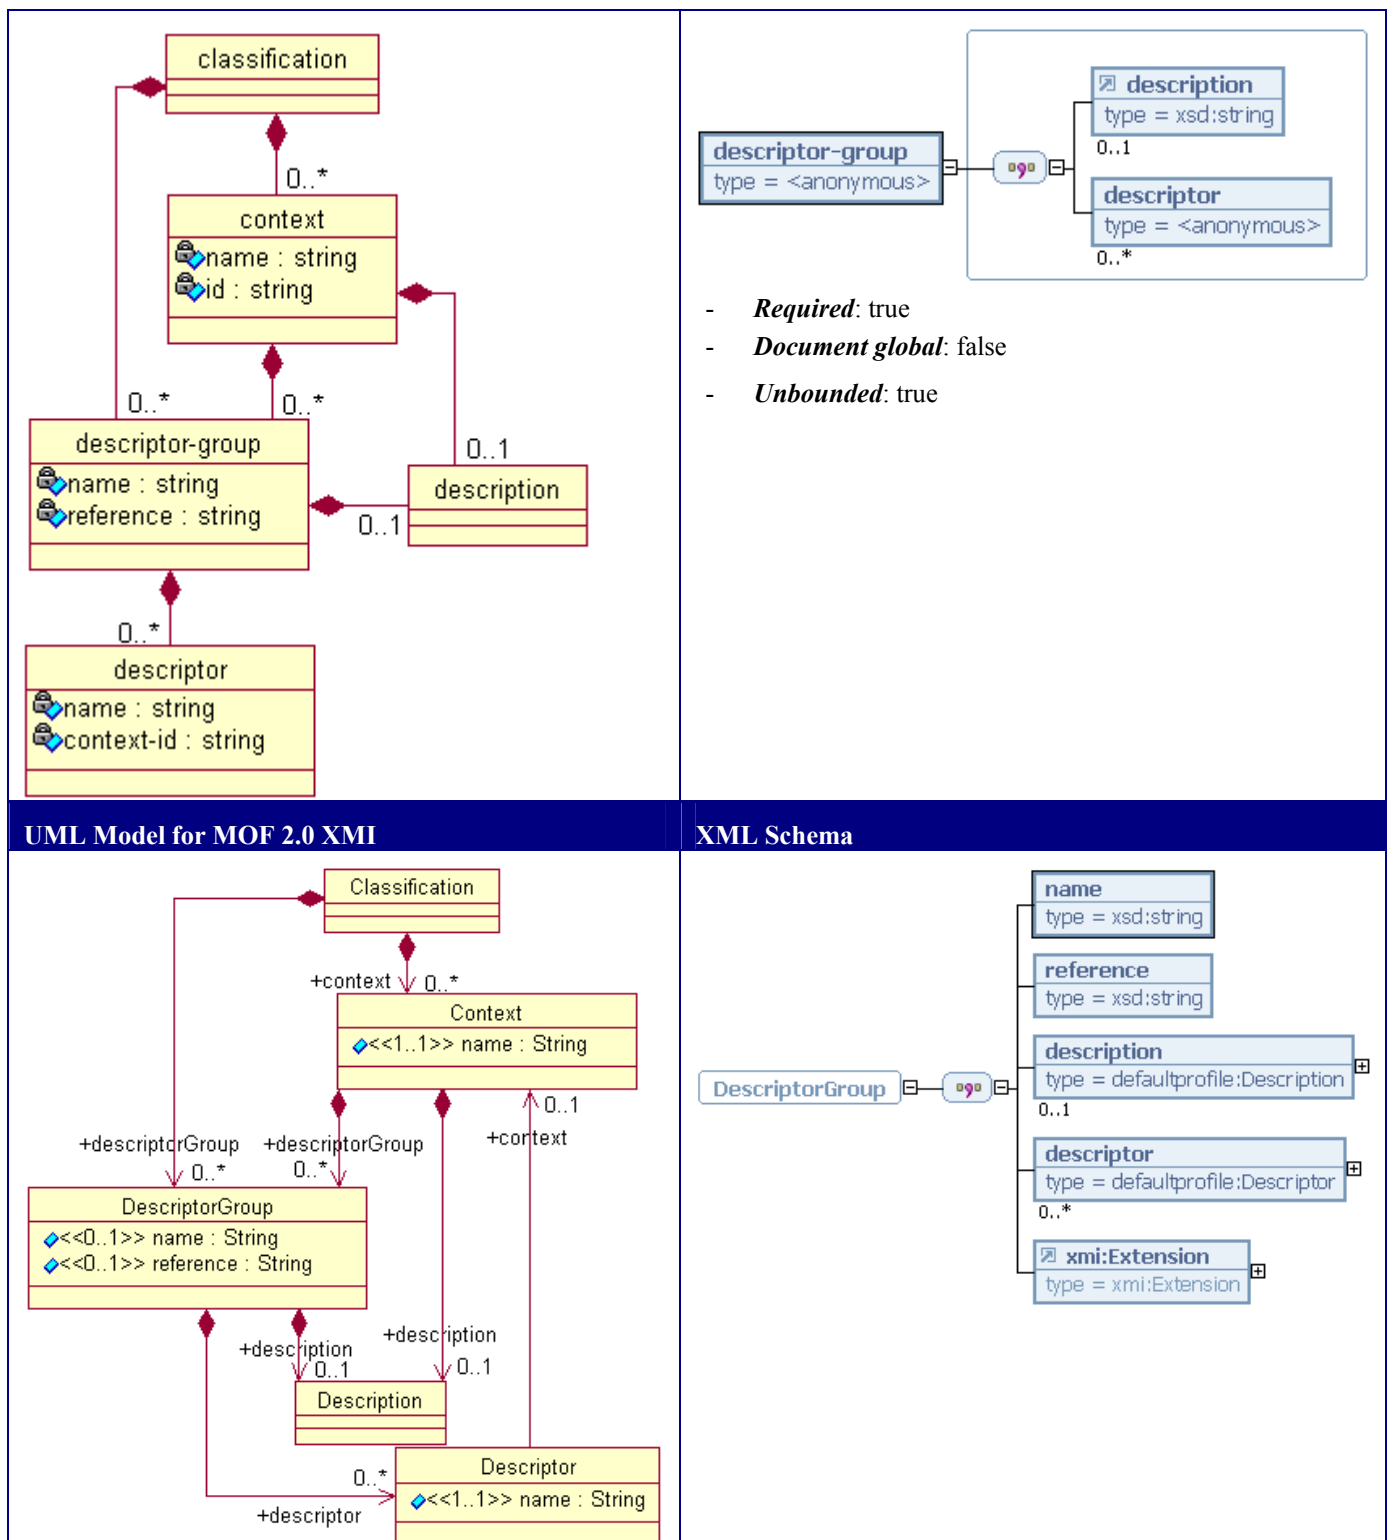 classification
0..*
context
name : string
id : string
0..*
0..*
0..1
descriptor-group
name : string
reference : string
0..1
description
0..*
descriptor
name : string
context-id : string
description
type = xsd:string
0..1
descriptor-group
type = <anonymous>
descriptor
type = <anonymous>
0..*
- Required: true
- Document global: false
- Unbounded: true
UML Model for MOF 2.0 XMI
XML Schema
Classification
+context 0..*
Context
<<1..1>> name : String
0..1
+context
+descriptorGroup
0..*
+descriptorGroup
0..*
DescriptorGroup
<<0..1>> name : String
<<0..1>> reference : String
+description
0..1
+description
0..1
Description
0..*
+descriptor
Descriptor
<<1..1>> name : String
name
type = xsd:string
reference
type = xsd:string
DescriptorGroup
description
type = defaultprofile:Description
0..1
descriptor
type = defaultprofile:Descriptor
0..*
xmi:Extension
type = xmi:Extension